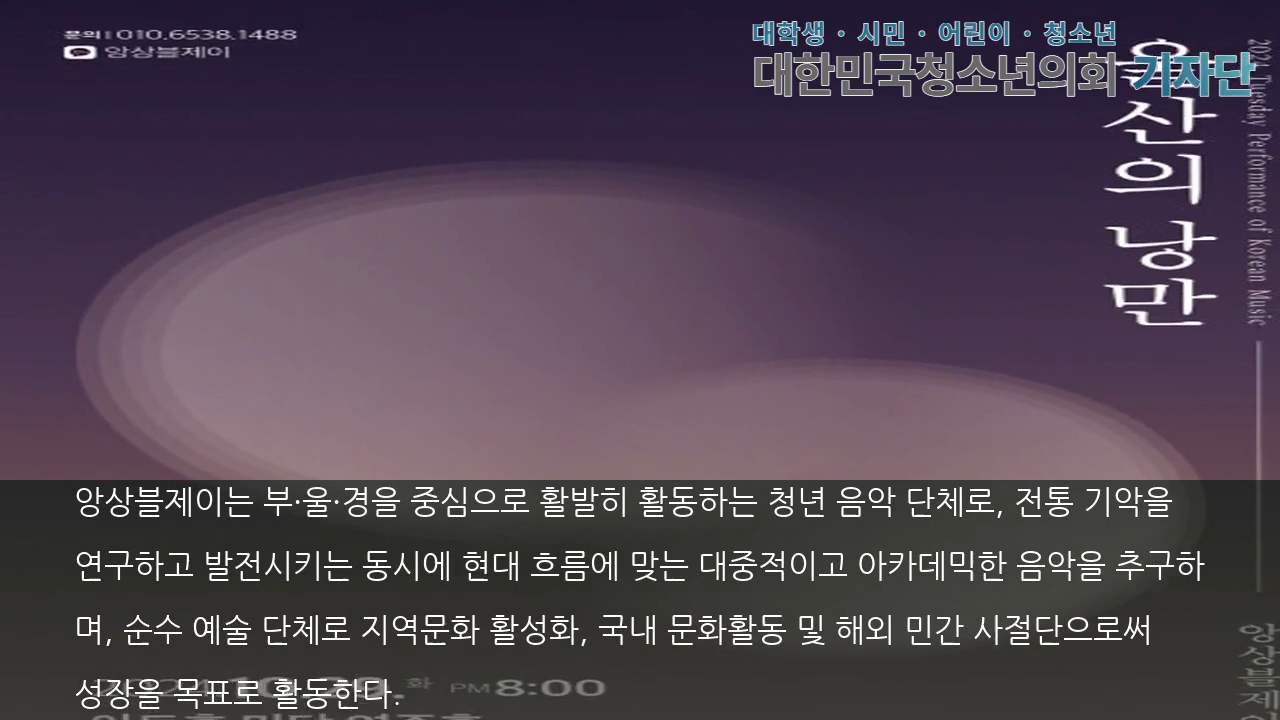 문의 : 010.6538.1488
앙상블제이
대학생 · 시민 · 어린이 · 청소년
대한민국청소년의회 기자단
산의 낭만
2024 Tuesday Performance of Korean Music
앙상블제이는 부·울·경을 중심으로 활발히 활동하는 청년 음악 단체로, 전통 기악을
연구하고 발전시키는 동시에 현대 흐름에 맞는 대중적이고 아카데믹한 음악을 추구하
며, 순수 예술 단체로 지역문화 활성화, 국내 문화활동 및 해외 민간 사절단으로써
성장을 목표로 활동한다.
화 PM 8:00
앙상블제